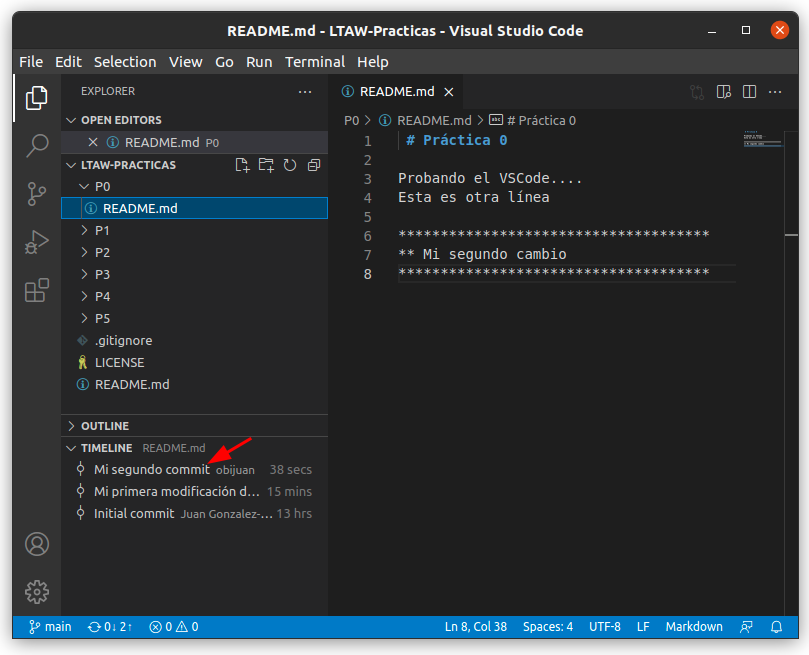 README.md - LTAW-Practicas - Visual Studio Code
File Edit Selection View Go Run Terminal Help
EXPLORER
OPEN EDITORS
README.md P0
LTAW-PRACTICAS
P0
README.md
P1
P2
P3
P4
P5
.gitignore
LICENSE
README.md
OUTLINE
TIMELINE README.md
Mi segundo commit obijuan 38 secs
Mi primera modificación d... 15 mins
Initial commit Juan Gonzalez-... 13 hrs
README.md
P0 > README.md > # Práctica 0
1 # Práctica 0
2
3 Probando el VSCode....
4 Esta es otra línea
5
6 *************************************
7 ** Mi segundo cambio
8 *************************************
main 0↓ 2↑ 0 0 Ln 8, Col 38 Spaces: 4 UTF-8 LF Markdown